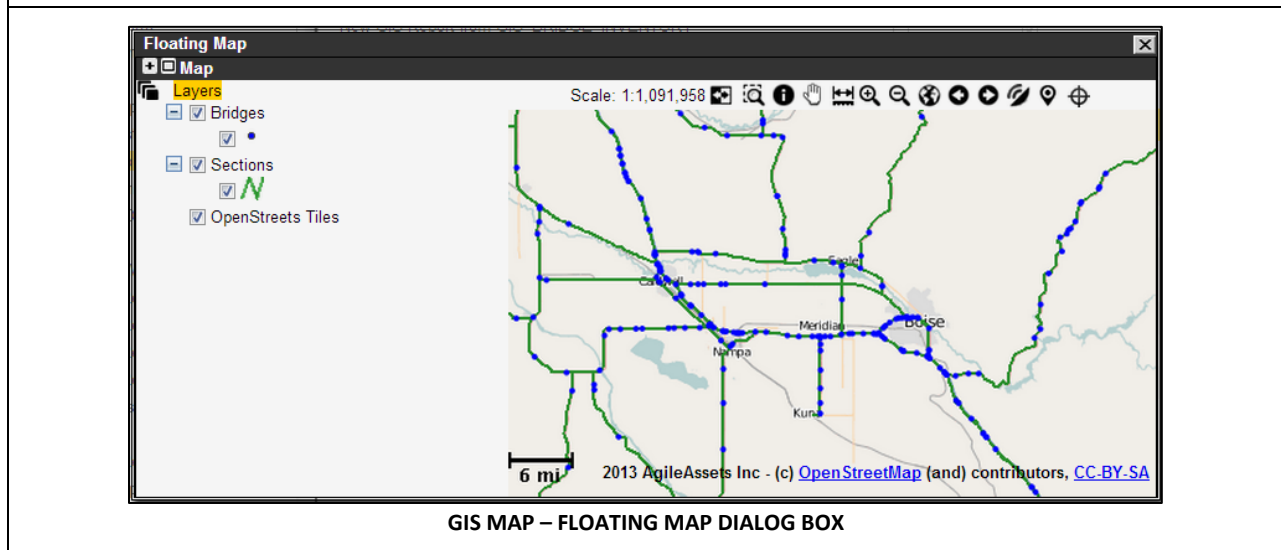 Floating Map
Map
Layers
Scale: 1:1,091,958
Bridges
Sections
OpenStreets Tiles
Eagle
Meridian
Boise
Nampa
Kuna
6 mi
2013 AgileAssets Inc - (c) OpenStreetMap (and) contributors, CC-BY-SA
GIS MAP – FLOATING MAP DIALOG BOX